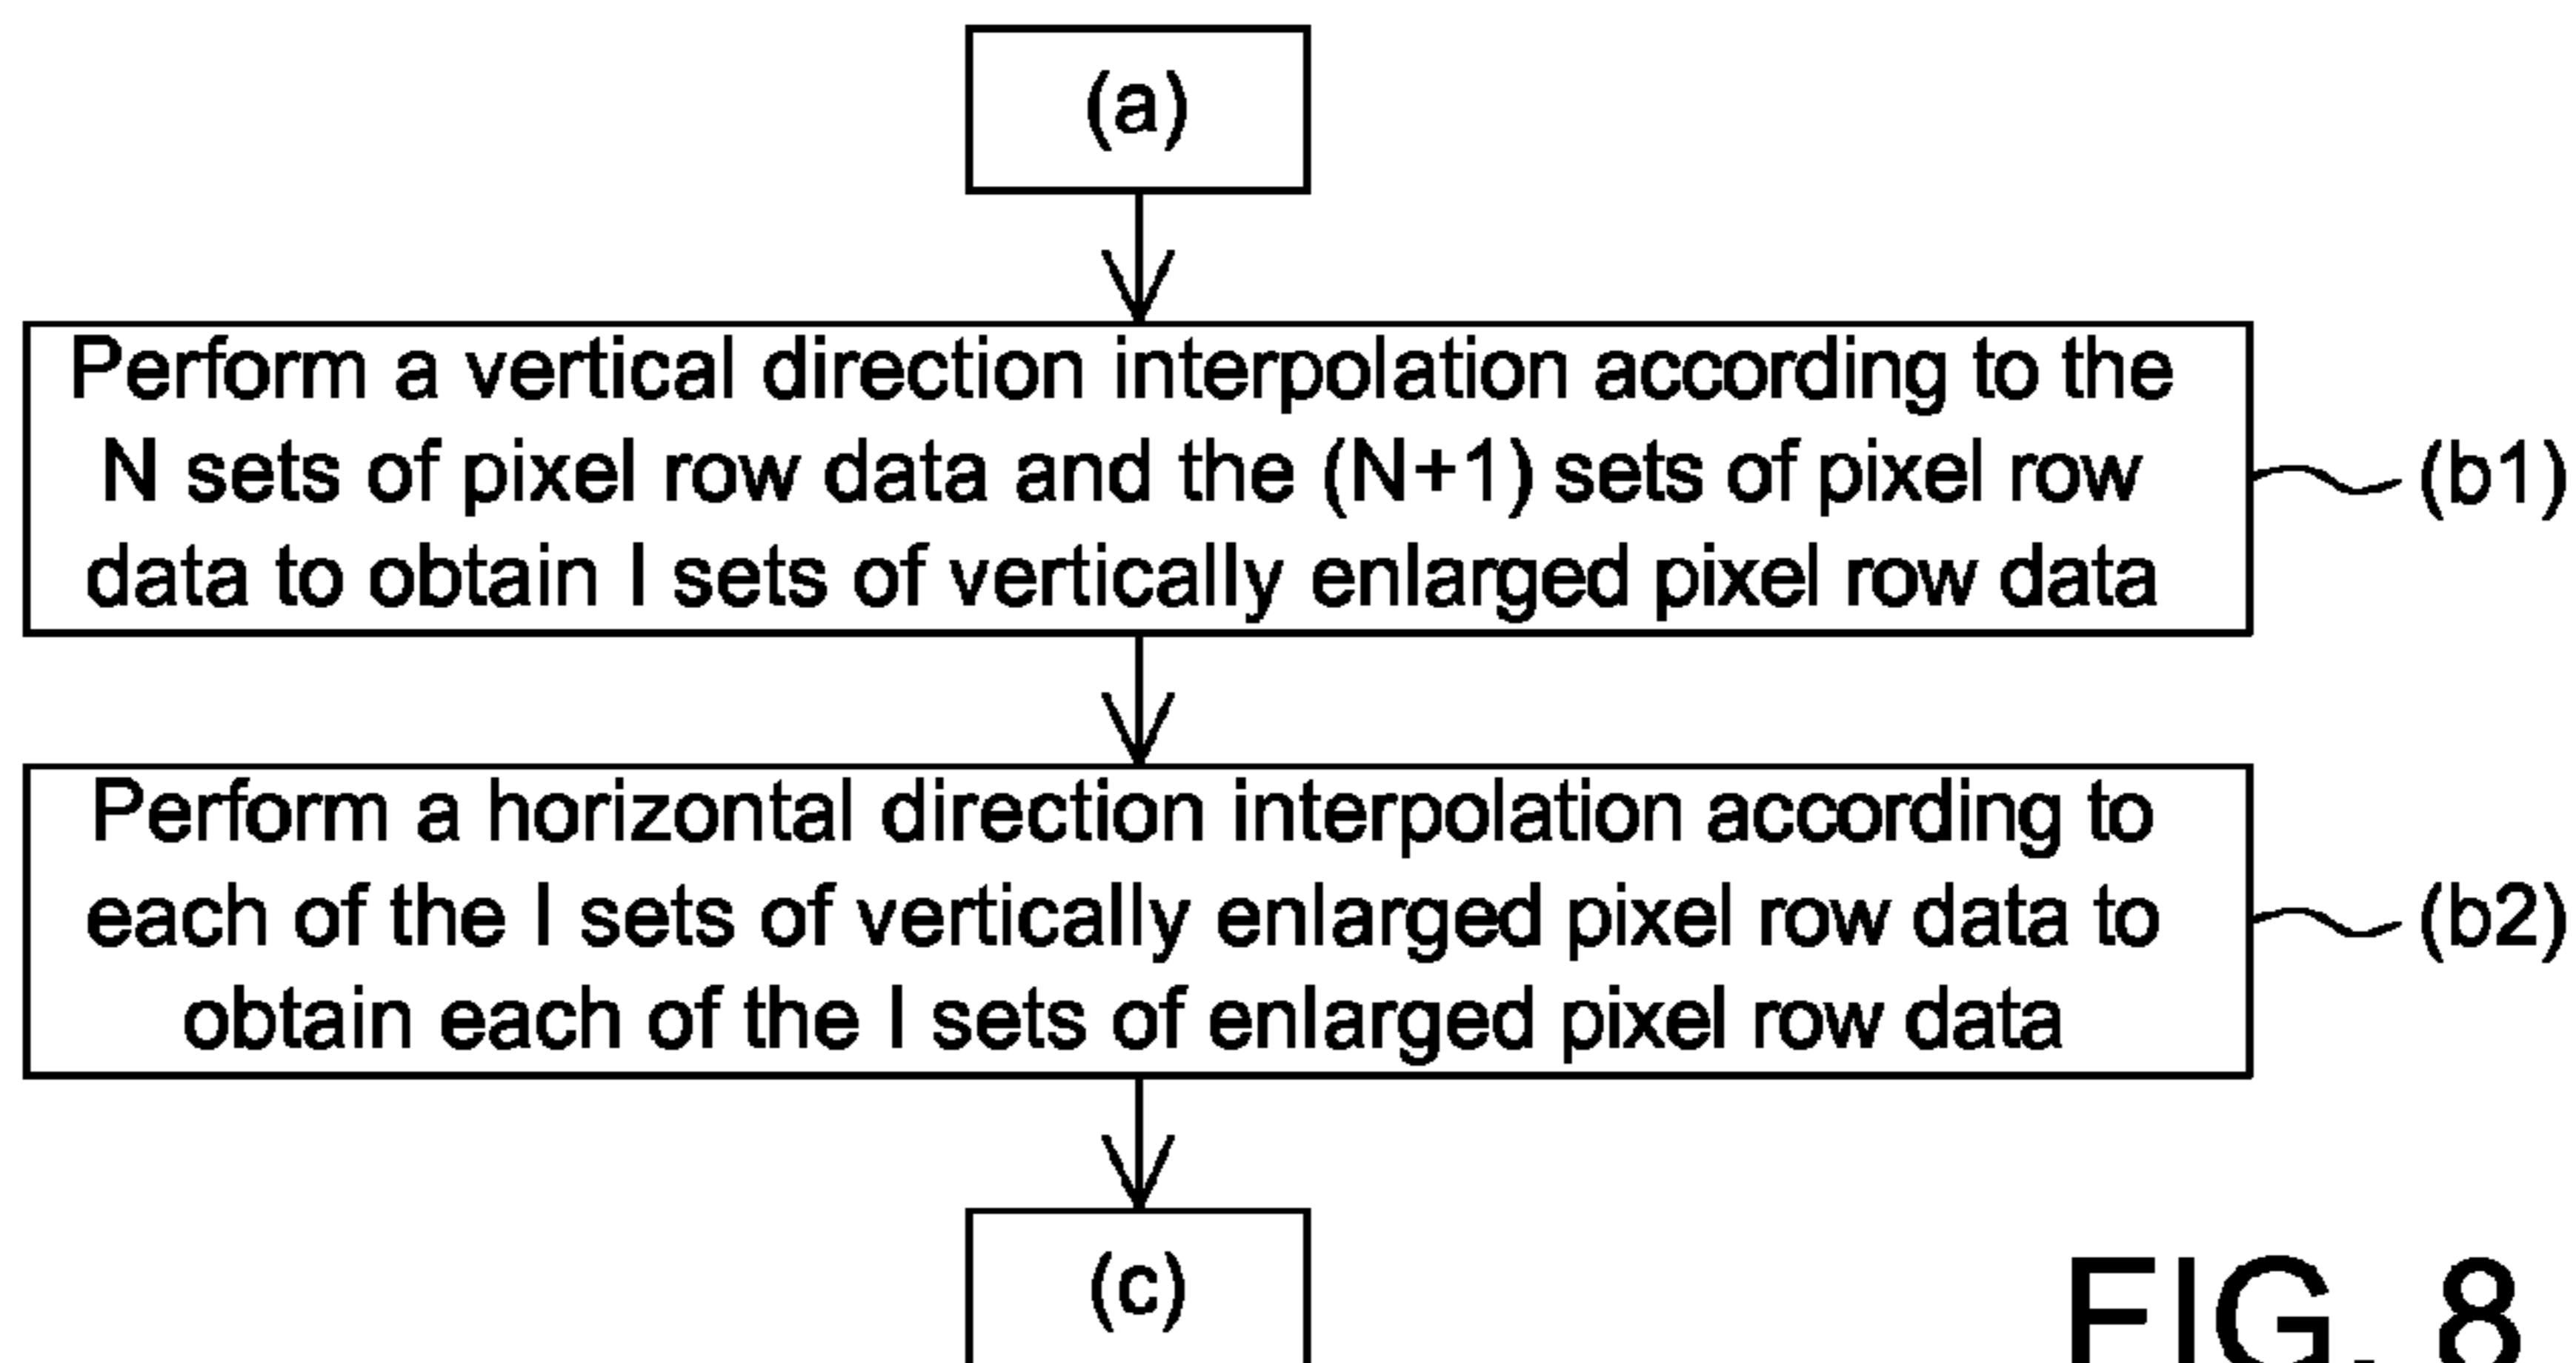 (a)
Perform a vertical direction interpolation according to the
N sets of pixel row data and the (N+1) sets of pixel row
data to obtain I sets of vertically enlarged pixel row data
(b1)
Perform a horizontal direction interpolation according to
each of the I sets of vertically enlarged pixel row data to
obtain each of the I sets of enlarged pixel row data
(b2)
(c)
FIG. 8